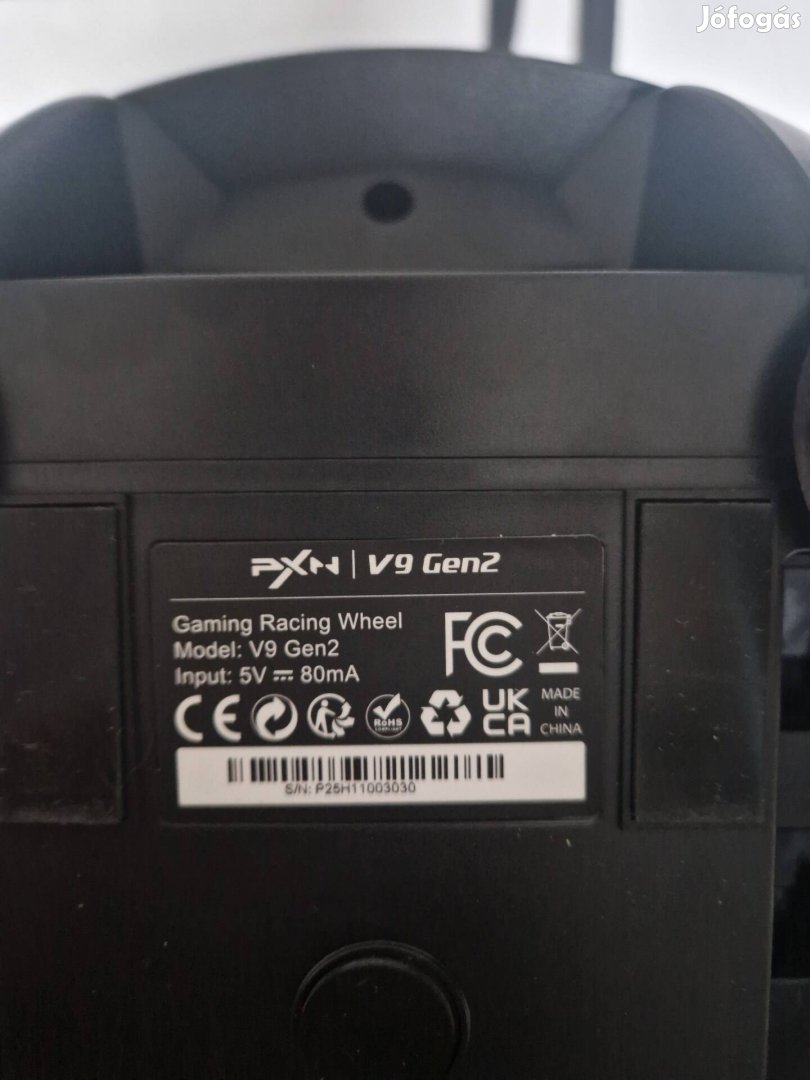 Jófogás
PXN | V9 Gen2
Gaming Racing Wheel
Model: V9 Gen2
Input: 5V ⎓ 80mA
FC
CE
RoHS
COMPLIANT
UK
CA
MADE
IN
CHINA
S/N: P25H11003030